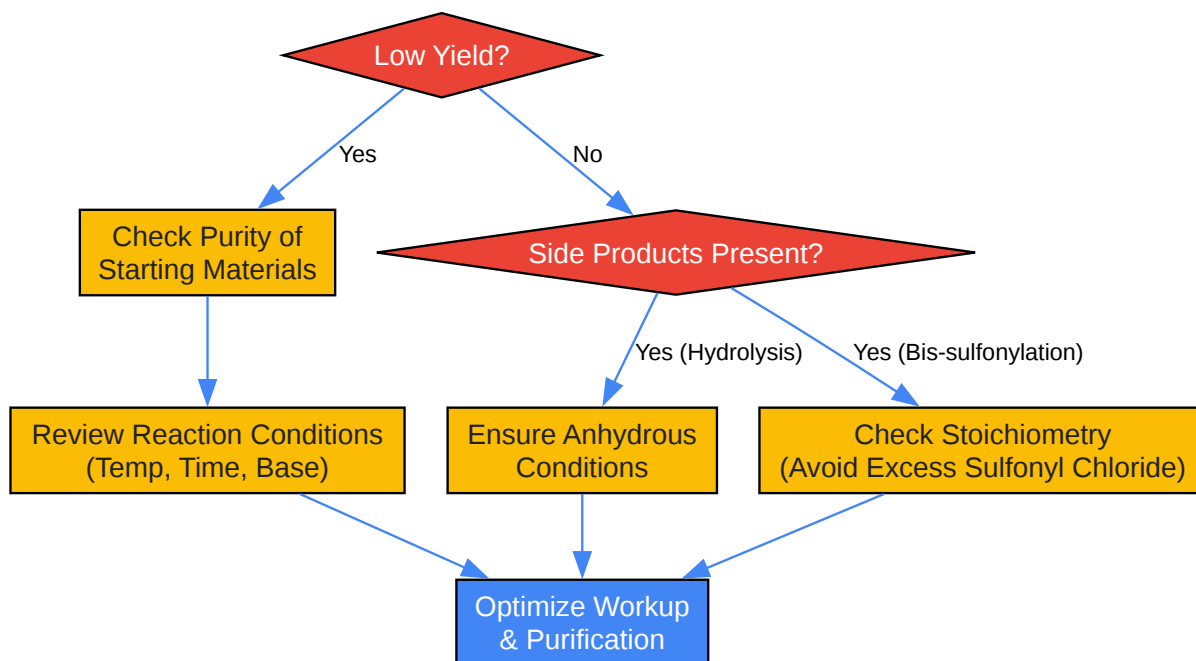 Low Yield?
Yes
No
Check Purity of
Starting Materials
Side Products Present?
Yes (Hydrolysis)
Yes (Bis-sulfonylation)
Review Reaction Conditions
(Temp, Time, Base)
Ensure Anhydrous
Conditions
Check Stoichiometry
(Avoid Excess Sulfonyl Chloride)
Optimize Workup
& Purification